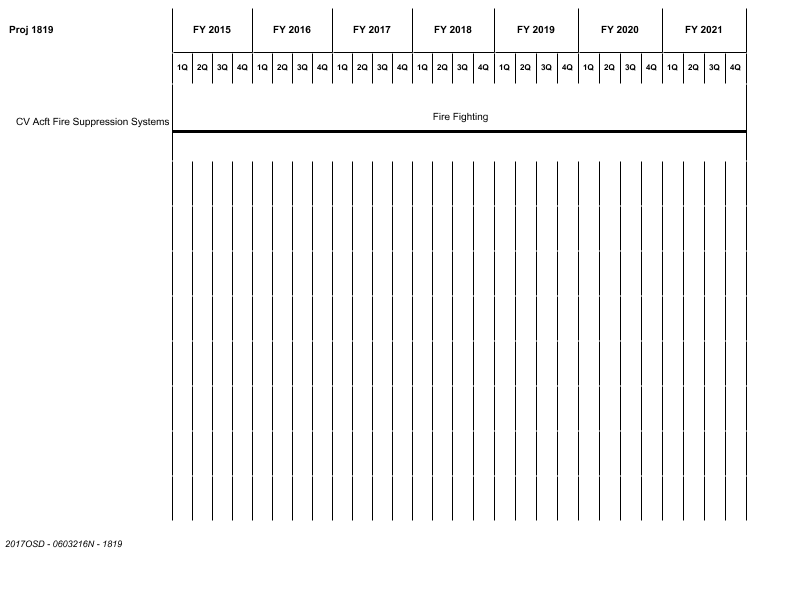 Proj 1819 FY 2015 FY 2016 FY 2017 FY 2018 FY 2019 FY 2020 FY 2021
1Q 2Q 3Q 4Q 1Q 2Q 3Q 4Q 1Q 2Q 3Q 4Q 1Q 2Q 3Q 4Q 1Q 2Q 3Q 4Q 1Q 2Q 3Q 4Q 1Q 2Q 3Q 4Q
Fire Fighting
CV Acft Fire Suppression Systems
2017OSD - 0603216N - 1819